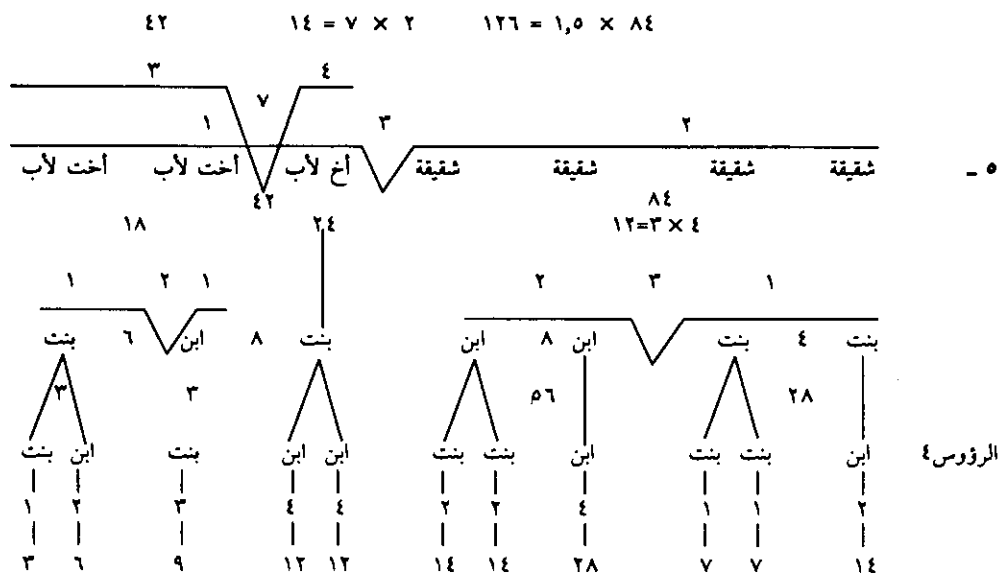 ٨٤ × ١,٥ = ١٢٦ ٢ × ٧ = ١٤ ٤٢
٤ ٣
٧
٢ ٣ ١
٥ ـ شقيقة شقيقة شقيقة شقيقة أخ لأب أخت لأب أخت لأب
٨٤ ٤٢
٤ × ٣=١٢ ٢٤ ١٨
١ ٣ ٢ ١ ٢ ١
بنت ٤ بنت ابن ٨ ابن بنت ٨ ابن ٦ بنت
٢٨ ٥٦ ٣ ٣
الرؤوس٤ ابن بنت بنت ابن بنت بنت ابن ابن بنت ابن بنت
٢ ١ ١ ٤ ٢ ٢ ٤ ٤ ٣ ٢ ١
١٤ ٧ ٧ ٢٨ ١٤ ١٤ ١٢ ١٢ ٩ ٦ ٣